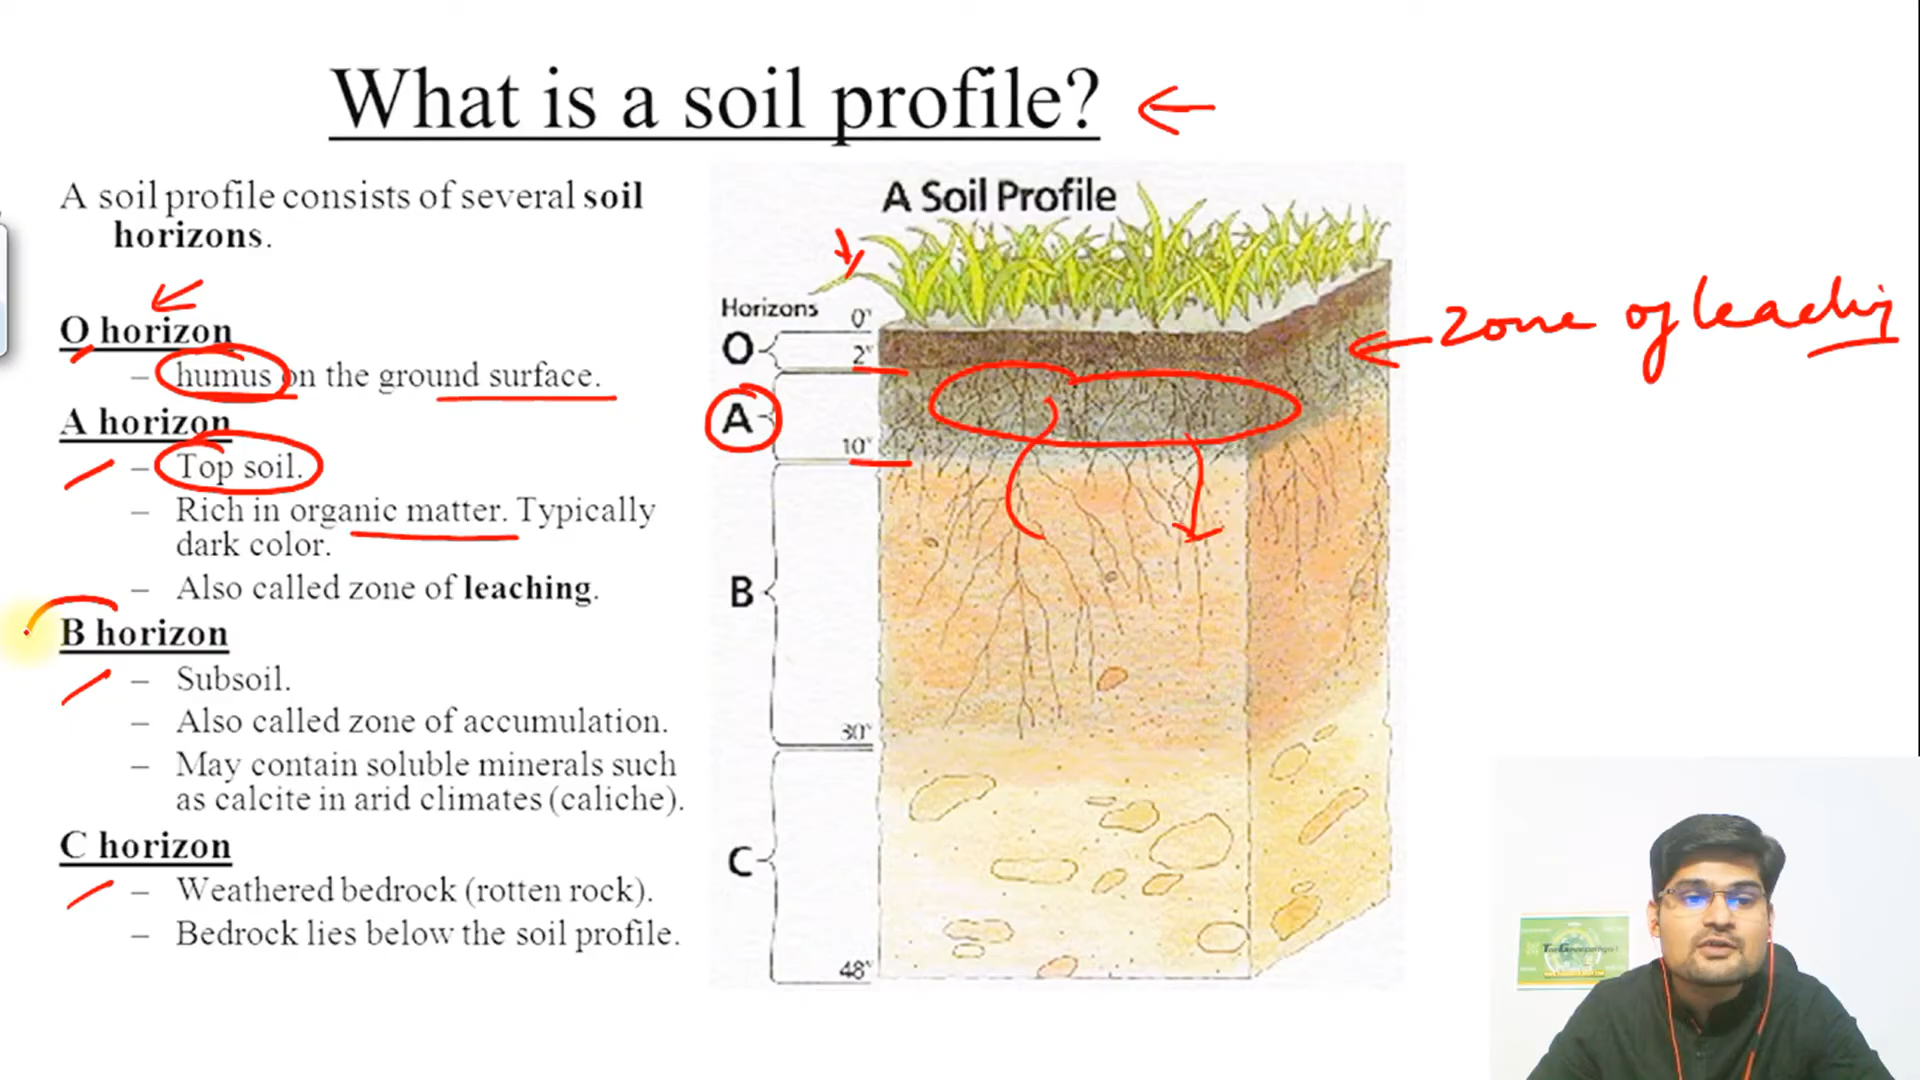 What is a soil profile?
A soil profile consists of several soil
horizons.
O horizon
– humus on the ground surface.
A horizon
– Top soil.
– Rich in organic matter. Typically
dark color.
– Also called zone of leaching.
B horizon
– Subsoil.
– Also called zone of accumulation.
– May contain soluble minerals such
as calcite in arid climates (caliche).
C horizon
– Weathered bedrock (rotten rock).
– Bedrock lies below the soil profile.
A Soil Profile
Horizons
0"
O
2"
A
10"
B
30"
C
48"
zone of leaching